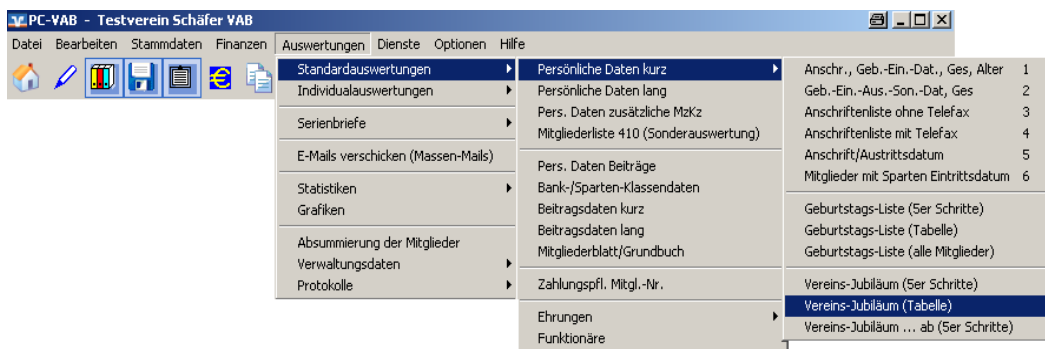 PC-VAB - Testverein Schäfer VAB
Datei Bearbeiten Stammdaten Finanzen Auswertungen Dienste Optionen Hilfe
Standardauswertungen
Individualauswertungen
Serienbriefe
E-Mails verschicken (Massen-Mails)
Statistiken
Grafiken
Absummierung der Mitglieder
Verwaltungsdaten
Protokolle
Persönliche Daten kurz
Persönliche Daten lang
Pers. Daten zusätzliche MzKz
Mitgliederliste 410 (Sonderauswertung)
Pers. Daten Beiträge
Bank-/Sparten-Klassendaten
Beitragsdaten kurz
Beitragsdaten lang
Mitgliederblatt/Grundbuch
Zahlungspfl. Mitgl.-Nr.
Ehrungen
Funktionäre
Anschr., Geb.-Ein.-Dat., Ges, Alter 1
Geb.-Ein.-Aus.-Son.-Dat, Ges 2
Anschriftenliste ohne Telefax 3
Anschriftenliste mit Telefax 4
Anschrift/Austrittsdatum 5
Mitglieder mit Sparten Eintrittsdatum 6
Geburtstags-Liste (5er Schritte)
Geburtstags-Liste (Tabelle)
Geburtstags-Liste (alle Mitglieder)
Vereins-Jubiläum (5er Schritte)
Vereins-Jubiläum (Tabelle)
Vereins-Jubiläum ... ab (5er Schritte)